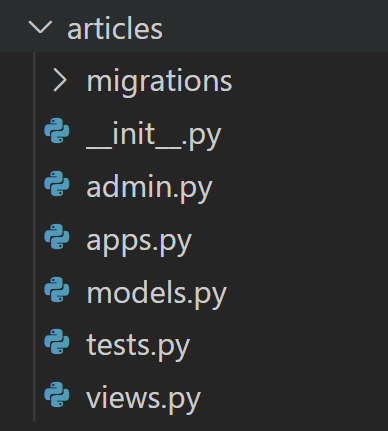 articles
migrations
__init__.py
admin.py
apps.py
models.py
tests.py
views.py